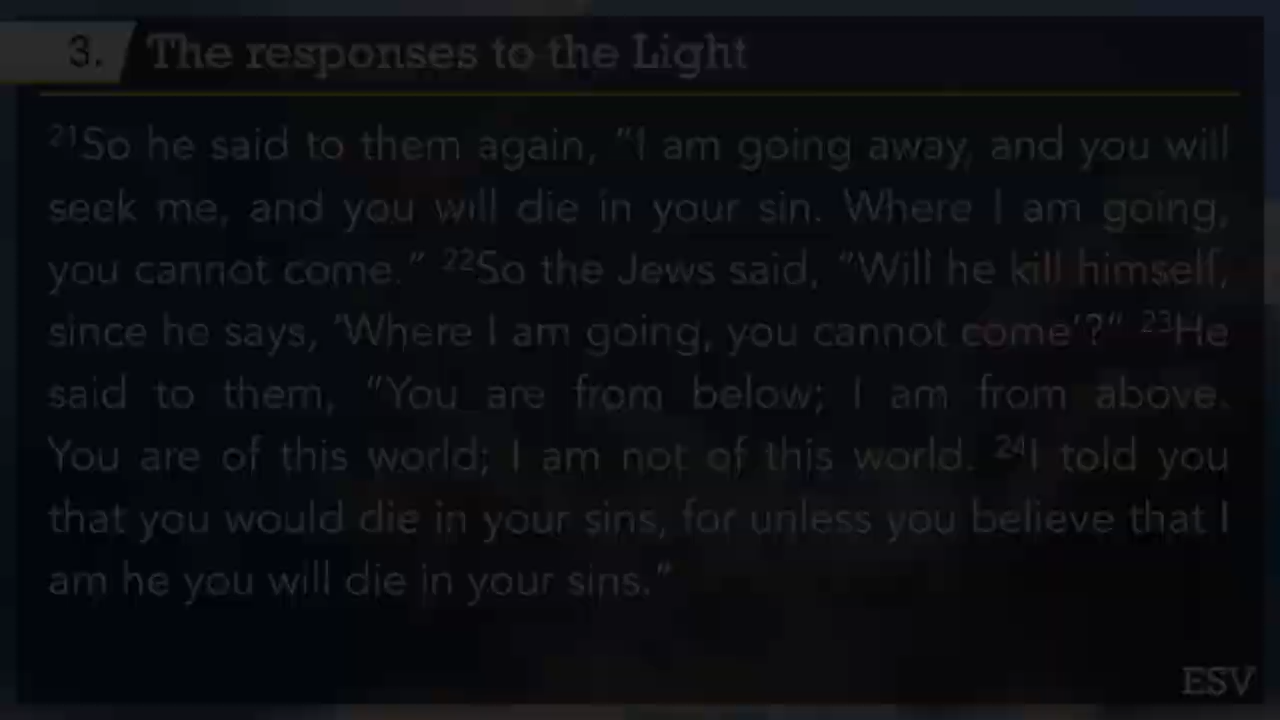 3. The responses to the Light
²¹So he said to them again, “I am going away, and you will
seek me, and you will die in your sin. Where I am going,
you cannot come.” ²²So the Jews said, “Will he kill himself,
since he says, ‘Where I am going, you cannot come’?” ²³He
said to them, “You are from below; I am from above.
You are of this world; I am not of this world. ²⁴I told you
that you would die in your sins, for unless you believe that I
am he you will die in your sins.”
ESV